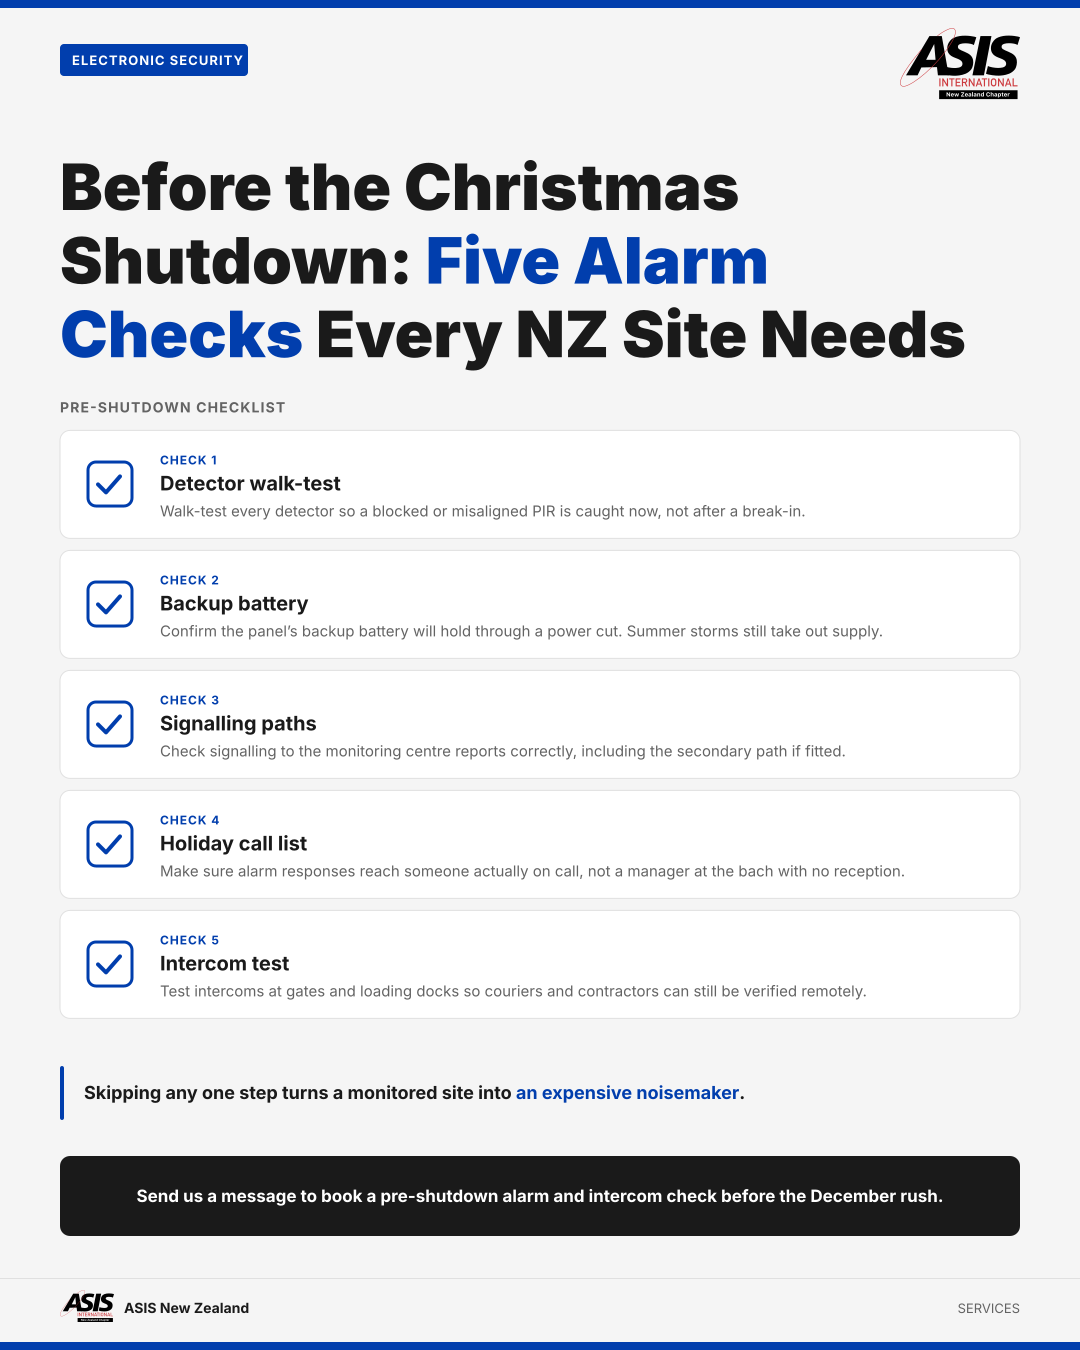 ELECTRONIC SECURITY
ASIS
INTERNATIONAL
New Zealand Chapter
Before the Christmas
Shutdown: Five Alarm
Checks Every NZ Site Needs
PRE-SHUTDOWN CHECKLIST
CHECK 1
Detector walk-test
Walk-test every detector so a blocked or misaligned PIR is caught now, not after a break-in.
CHECK 2
Backup battery
Confirm the panel’s backup battery will hold through a power cut. Summer storms still take out supply.
CHECK 3
Signalling paths
Check signalling to the monitoring centre reports correctly, including the secondary path if fitted.
CHECK 4
Holiday call list
Make sure alarm responses reach someone actually on call, not a manager at the bach with no reception.
CHECK 5
Intercom test
Test intercoms at gates and loading docks so couriers and contractors can still be verified remotely.
Skipping any one step turns a monitored site into an expensive noisemaker.
Send us a message to book a pre-shutdown alarm and intercom check before the December rush.
ASIS
INTERNATIONAL
New Zealand Chapter
ASIS New Zealand
SERVICES